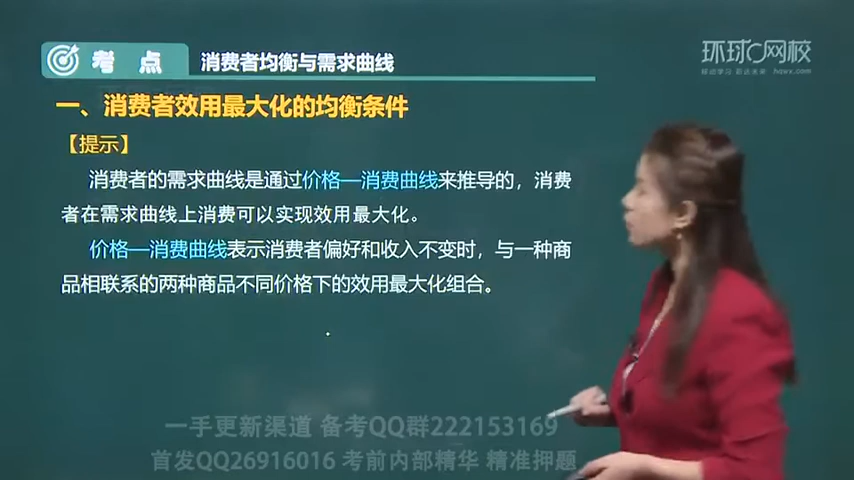 考 点
消费者均衡与需求曲线
环球网校
一、消费者效用最大化的均衡条件
【提示】
消费者的需求曲线是通过价格—消费曲线来推导的，消费
者在需求曲线上消费可以实现效用最大化。
价格—消费曲线表示消费者偏好和收入不变时，与一种商
品相联系的两种商品不同价格下的效用最大化组合。
一手更新渠道 备考QQ群222153169
首发QQ26916016 考前内部精华 精准押题